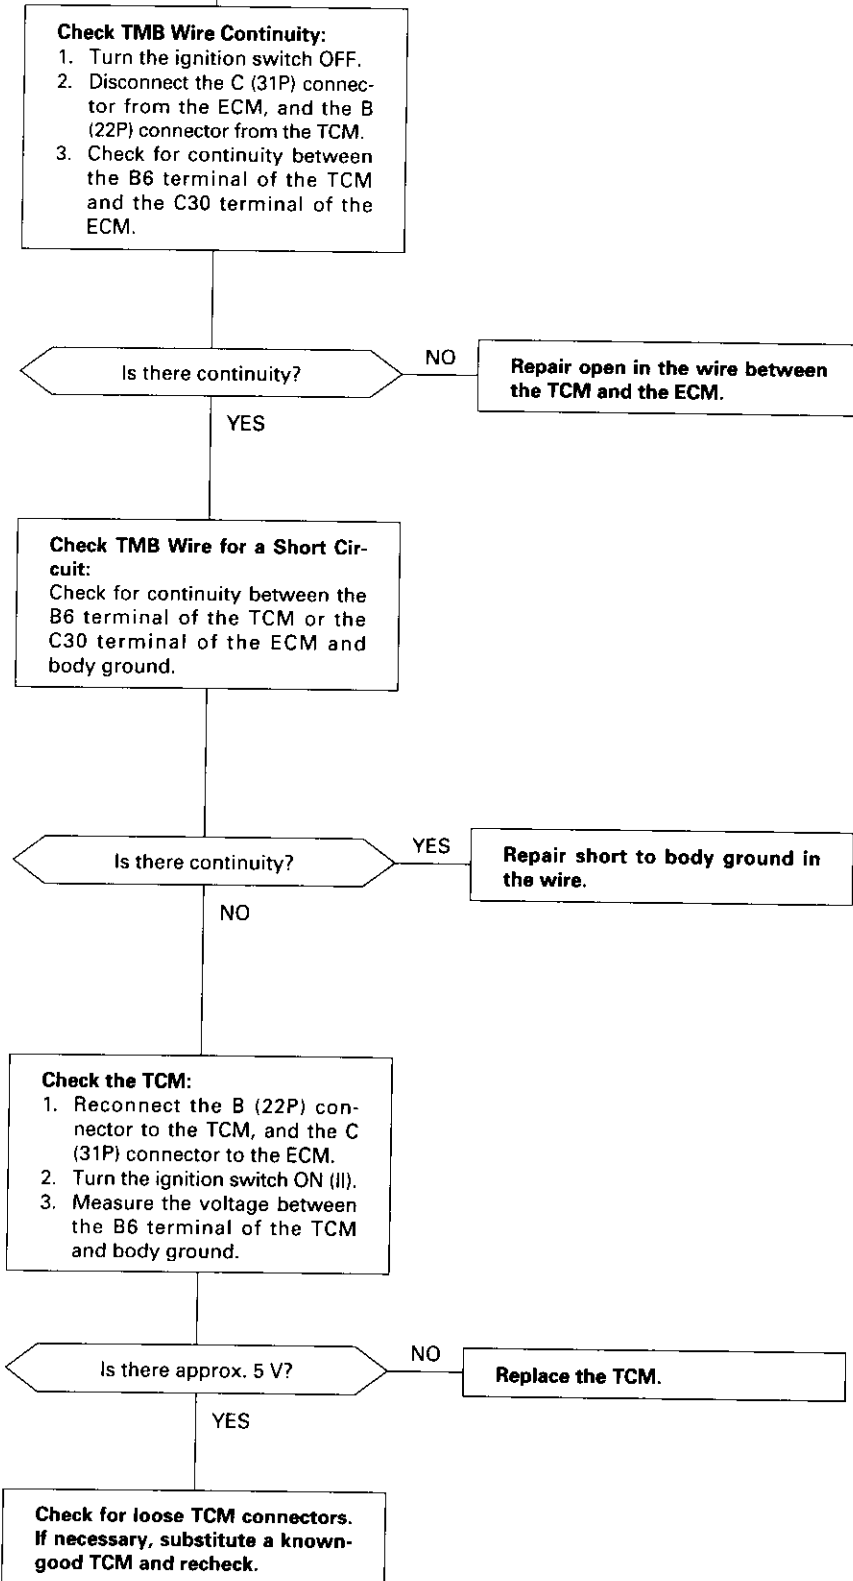 Check TMB Wire Continuity:
1. Turn the ignition switch OFF.
2. Disconnect the C (31P) connec-
tor from the ECM, and the B
(22P) connector from the TCM.
3. Check for continuity between
the B6 terminal of the TCM
and the C30 terminal of the
ECM.
Is there continuity?
NO
Repair open in the wire between
the TCM and the ECM.
YES
Check TMB Wire for a Short Cir-
cuit:
Check for continuity between the
B6 terminal of the TCM or the
C30 terminal of the ECM and
body ground.
Is there continuity?
YES
Repair short to body ground in
the wire.
NO
Check the TCM:
1. Reconnect the B (22P) con-
nector to the TCM, and the C
(31P) connector to the ECM.
2. Turn the ignition switch ON (II).
3. Measure the voltage between
the B6 terminal of the TCM
and body ground.
Is there approx. 5 V?
NO
Replace the TCM.
YES
Check for loose TCM connectors.
If necessary, substitute a known-
good TCM and recheck.